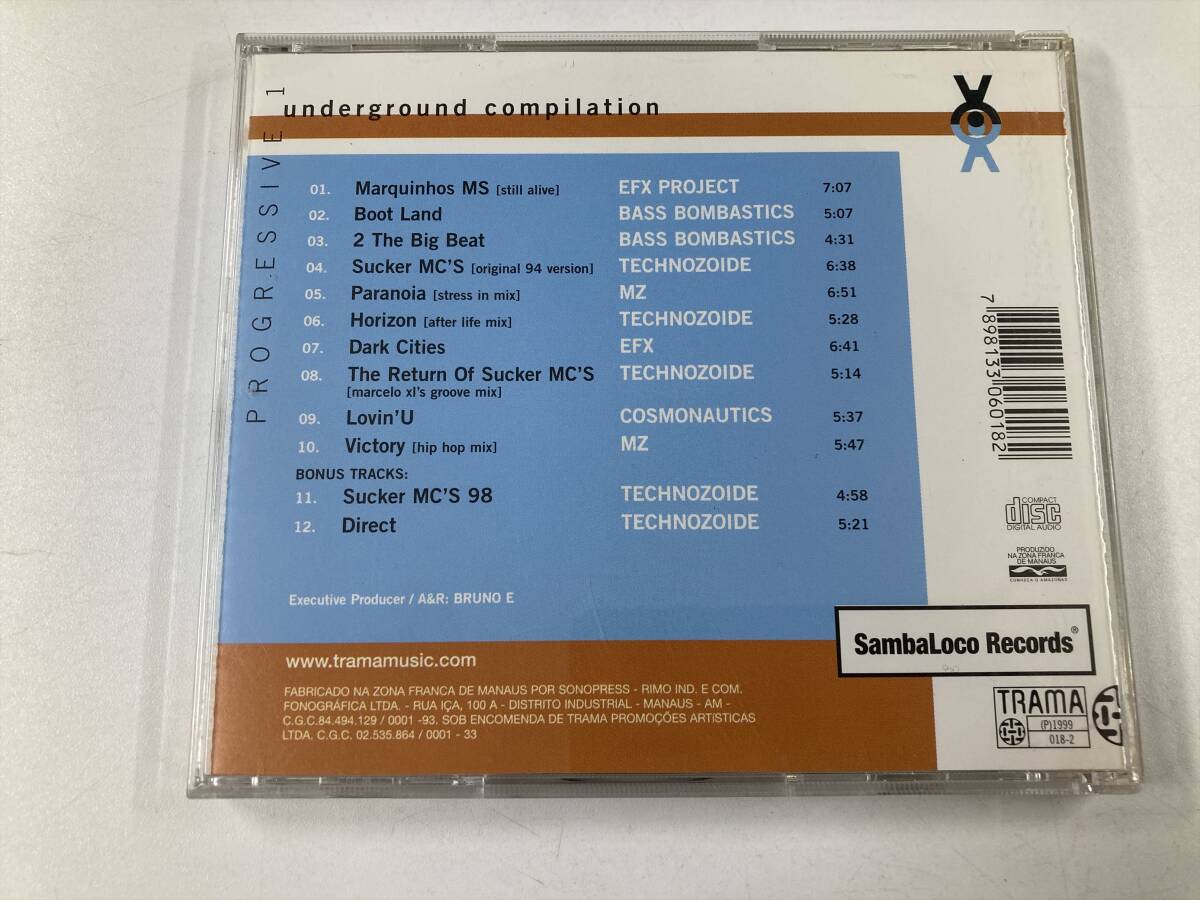 PROGRESSIVE 1
underground compilation
01. Marquinhos MS [still alive] EFX PROJECT 7:07
02. Boot Land BASS BOMBASTICS 5:07
03. 2 The Big Beat BASS BOMBASTICS 4:31
04. Sucker MC'S [original 94 version] TECHNOZOIDE 6:38
05. Paranoia [stress in mix] MZ 6:51
06. Horizon [after life mix] TECHNOZOIDE 5:28
07. Dark Cities EFX 6:41
08. The Return Of Sucker MC'S TECHNOZOIDE 5:14
[marcelo xl's groove mix]
09. Lovin'U COSMONAUTICS 5:37
10. Victory [hip hop mix] MZ 5:47
BONUS TRACKS:
11. Sucker MC'S 98 TECHNOZOIDE 4:58
12. Direct TECHNOZOIDE 5:21
Executive Producer / A&R: BRUNO E
www.tramamusic.com
FABRICADO NA ZONA FRANCA DE MANAUS POR SONOPRESS - RIMO IND. E COM.
FONOGRÁFICA LTDA. - RUA IÇA, 100 A - DISTRITO INDUSTRIAL - MANAUS - AM -
C.G.C.84.494.129 / 0001 -93. SOB ENCOMENDA DE TRAMA PROMOÇÕES ARTISTICAS
LTDA. C.G.C. 02.535.864 / 0001 - 33
7 898133 060182
COMPACT
disc
DIGITAL AUDIO
PRODUZIDO
NA ZONA FRANCA
DE MANAUS
CONHEÇA O AMAZONAS
SambaLoco Records®
TRAMA
(P)1999
018-2